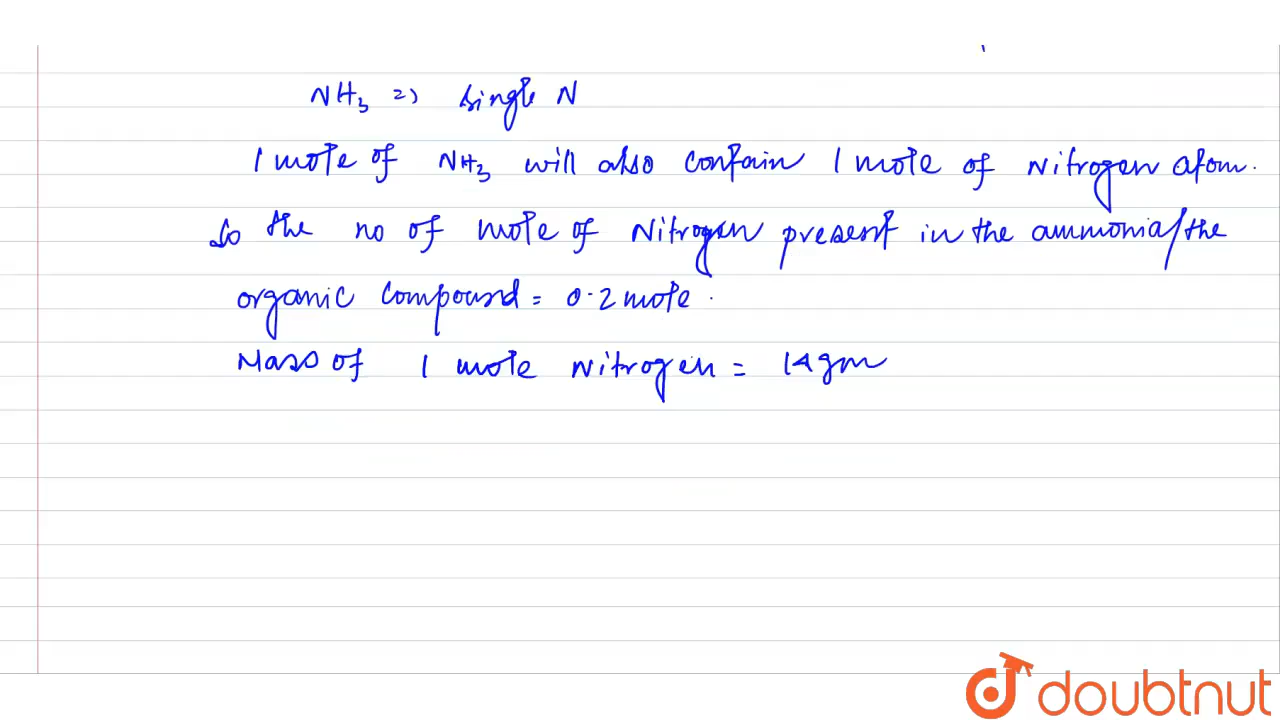 NH3 => single N
1 mole of NH3 will also contain 1 mole of Nitrogen atom.
So the no of mole of Nitrogen present in the ammonia/the
organic compound = 0.2 mole.
Mass of 1 mole nitrogen = 14gm
doubtnut